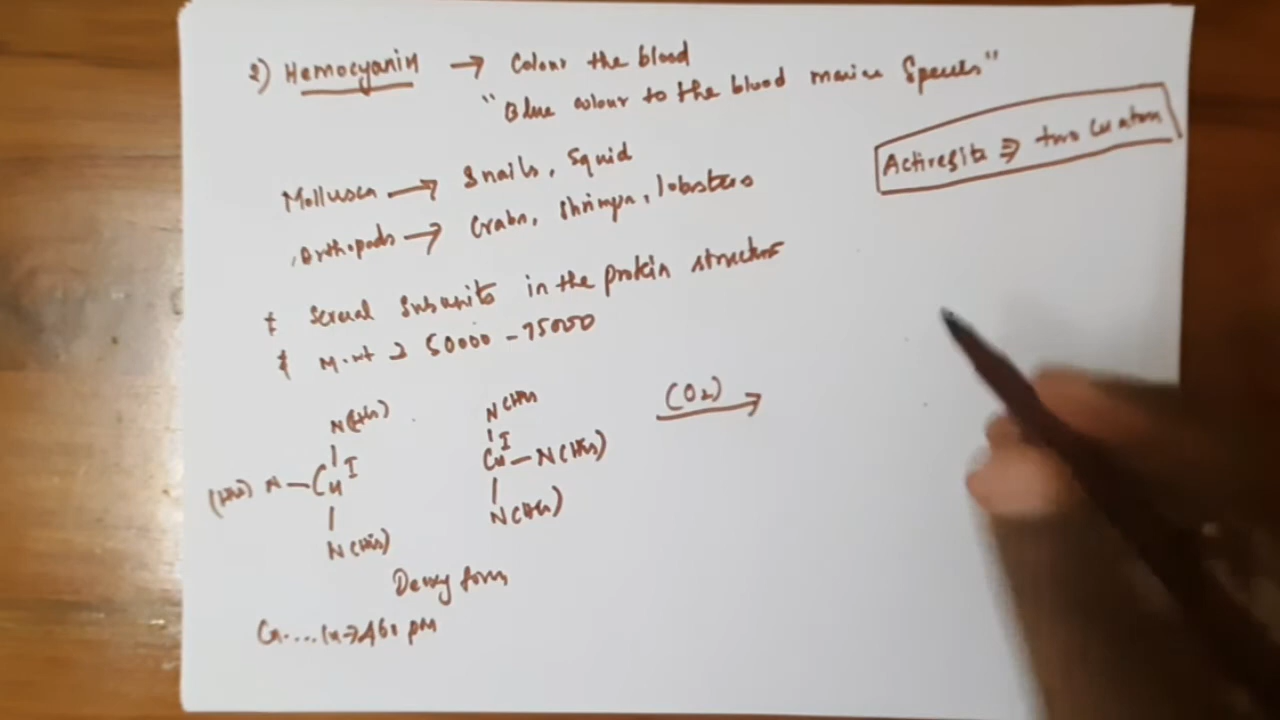 2) Hemocyanin → Colour the blood
"Blue colour to the blood marine Species"
Active site ⇒ two Cu atom
Mollusca → Snails, Squid
Arthopods → Crabs, Shrimps, lobsters
* Several subunits in the protein structure
* M.wt ⇒ 50000 - 75000
N(His) N(His) (O2) →
(His) N - Cu I Cu I - N(His)
N(His) N(His)
Deoxy form
Cu....Cu → 460 pm